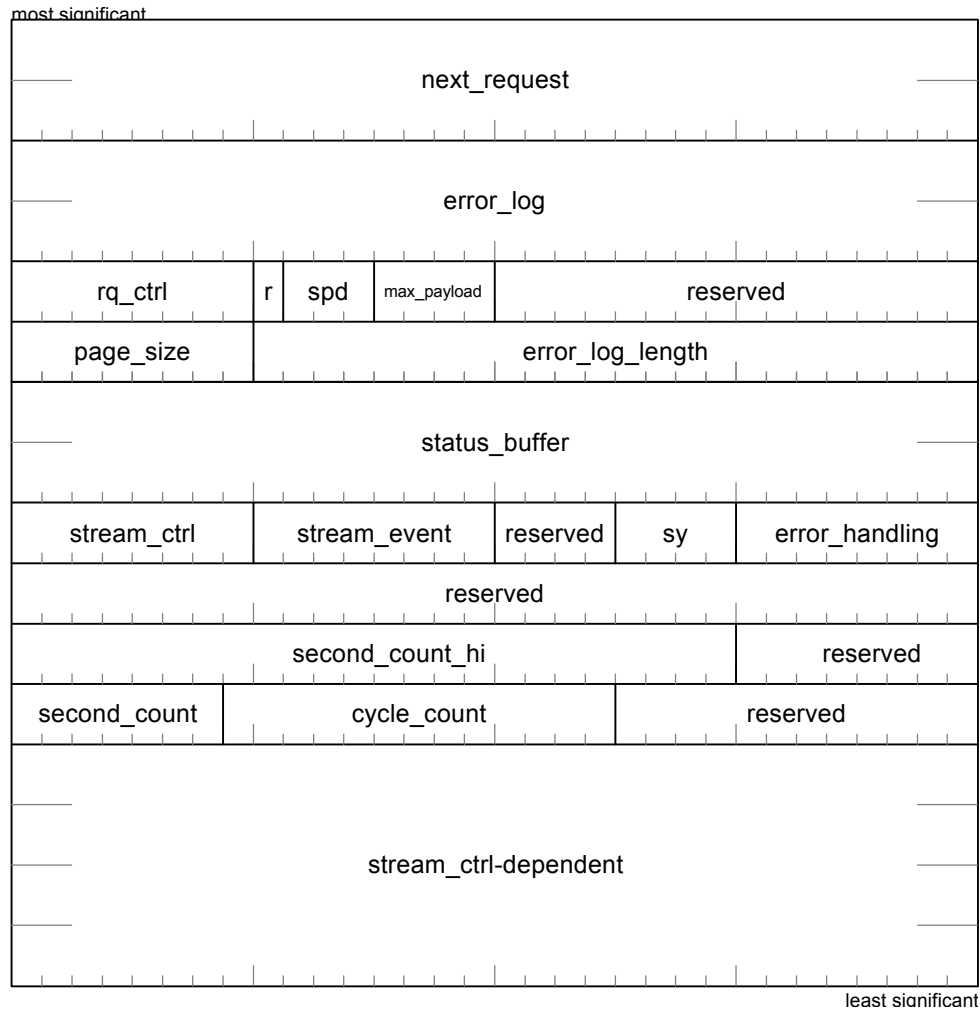 most significant
next_request
error_log
rq_ctrl r spd max_payload reserved
page_size error_log_length
status_buffer
stream_ctrl stream_event reserved sy error_handling
reserved
second_count_hi reserved
second_count cycle_count reserved
stream_ctrl-dependent
least significant